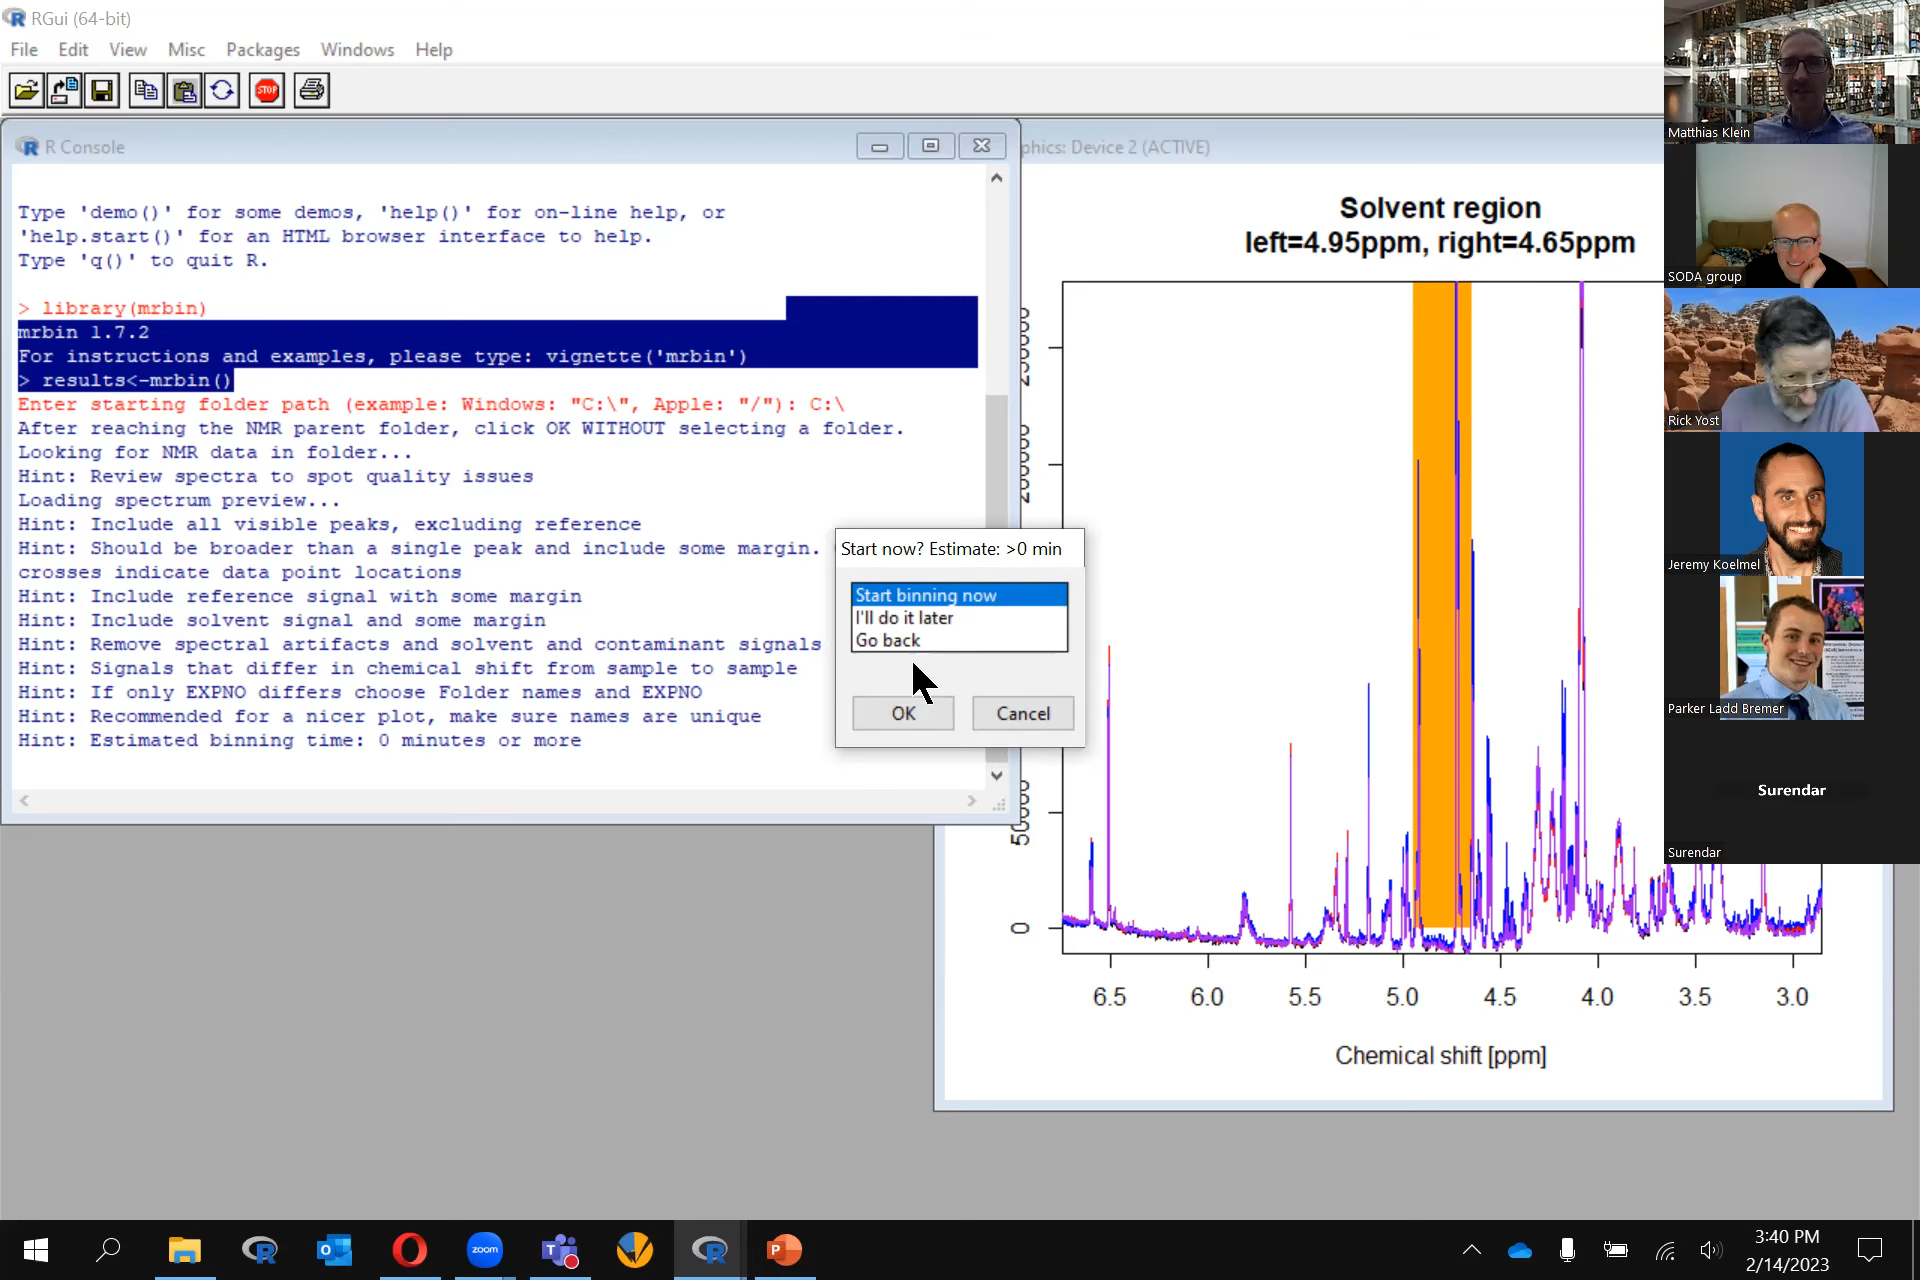 RGui (64-bit)
File Edit View Misc Packages Windows Help
STOP
R Console
Type 'demo()' for some demos, 'help()' for on-line help, or
'help.start()' for an HTML browser interface to help.
Type 'q()' to quit R.
> library(mrbin)
mrbin 1.7.2
For instructions and examples, please type: vignette('mrbin')
> results<-mrbin()
Enter starting folder path (example: Windows: "C:\", Apple: "/"): C:\
After reaching the NMR parent folder, click OK WITHOUT selecting a folder.
Looking for NMR data in folder...
Hint: Review spectra to spot quality issues
Loading spectrum preview...
Hint: Include all visible peaks, excluding reference
Hint: Should be broader than a single peak and include some margin.
crosses indicate data point locations
Hint: Include reference signal with some margin
Hint: Include solvent signal and some margin
Hint: Remove spectral artifacts and solvent and contaminant signals
Hint: Signals that differ in chemical shift from sample to sample
Hint: If only EXPNO differs choose Folder names and EXPNO
Hint: Recommended for a nicer plot, make sure names are unique
Hint: Estimated binning time: 0 minutes or more
Start now? Estimate: >0 min
Start binning now
I'll do it later
Go back
OK Cancel
phics: Device 2 (ACTIVE)
Solvent region
left=4.95ppm, right=4.65ppm
0
6.5 6.0 5.5 5.0 4.5 4.0 3.5 3.0
Chemical shift [ppm]
Matthias Klein
SODA group
Rick Yost
Jeremy Koelmel
Parker Ladd Bremer
Surendar
Surendar
zoom
3:40 PM
2/14/2023